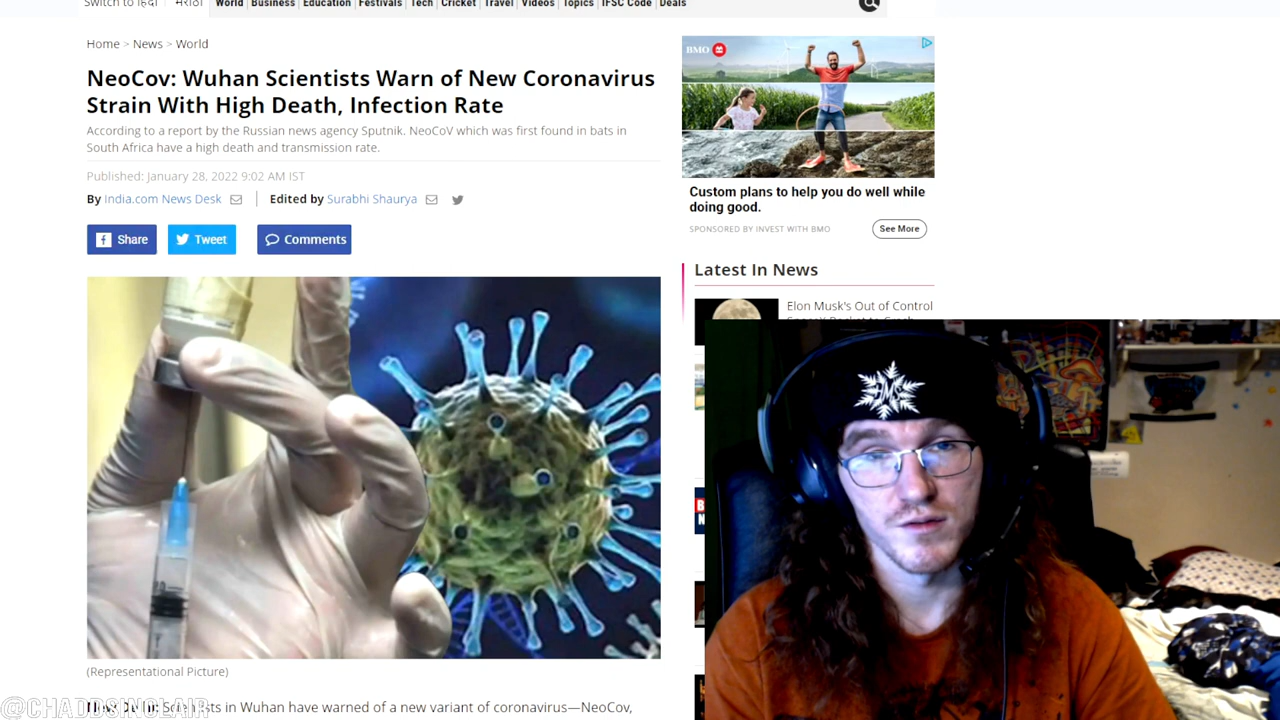 World Business Education Festivals Tech Cricket Travel Videos Topics IFSC Code Deals
Home > News > World
NeoCov: Wuhan Scientists Warn of New Coronavirus
Strain With High Death, Infection Rate
According to a report by the Russian news agency Sputnik. NeoCoV which was first found in bats in
South Africa have a high death and transmission rate.
Published: January 28, 2022 9:02 AM IST
By India.com News Desk Edited by Surabhi Shaurya
Share Tweet Comments
(Representational Picture)
Scientists in Wuhan have warned of a new variant of coronavirus—NeoCov,
@CHADDSINCLAIR
BMO
Custom plans to help you do well while
doing good.
SPONSORED BY INVEST WITH BMO See More
Latest In News
Elon Musk's Out of Control